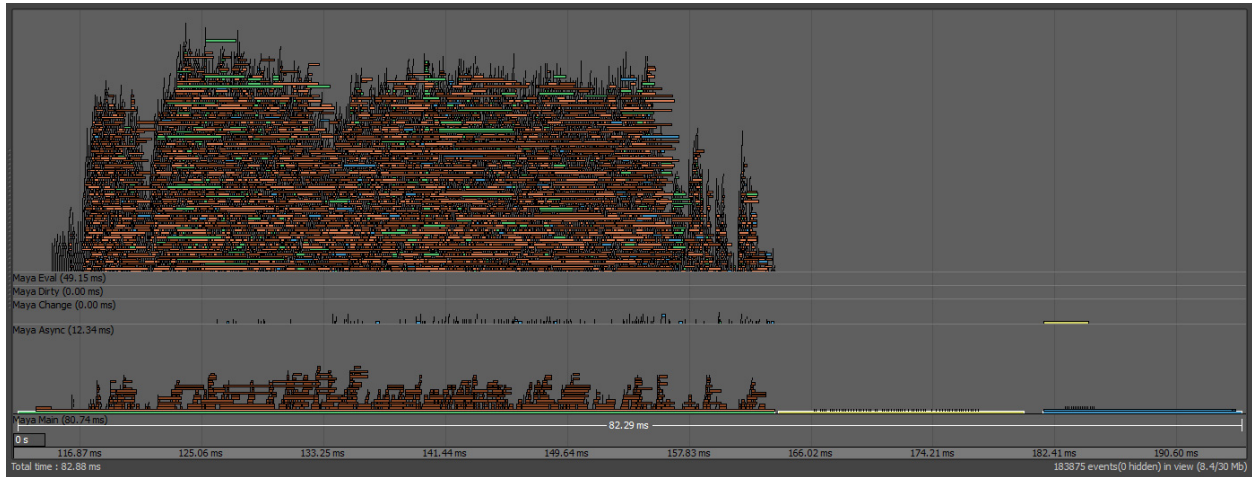 Maya Eval (49.15 ms)
Maya Dirty (0.00 ms)
Maya Change (0.00 ms)
Maya Async (12.34 ms)
Maya Main (80.74 ms)
82.29 ms
0 s
116.87 ms 125.06 ms 133.25 ms 141.44 ms 149.64 ms 157.83 ms 166.02 ms 174.21 ms 182.41 ms 190.60 ms
Total time : 82.88 ms 183875 events(0 hidden) in view (8.4/30 Mb)